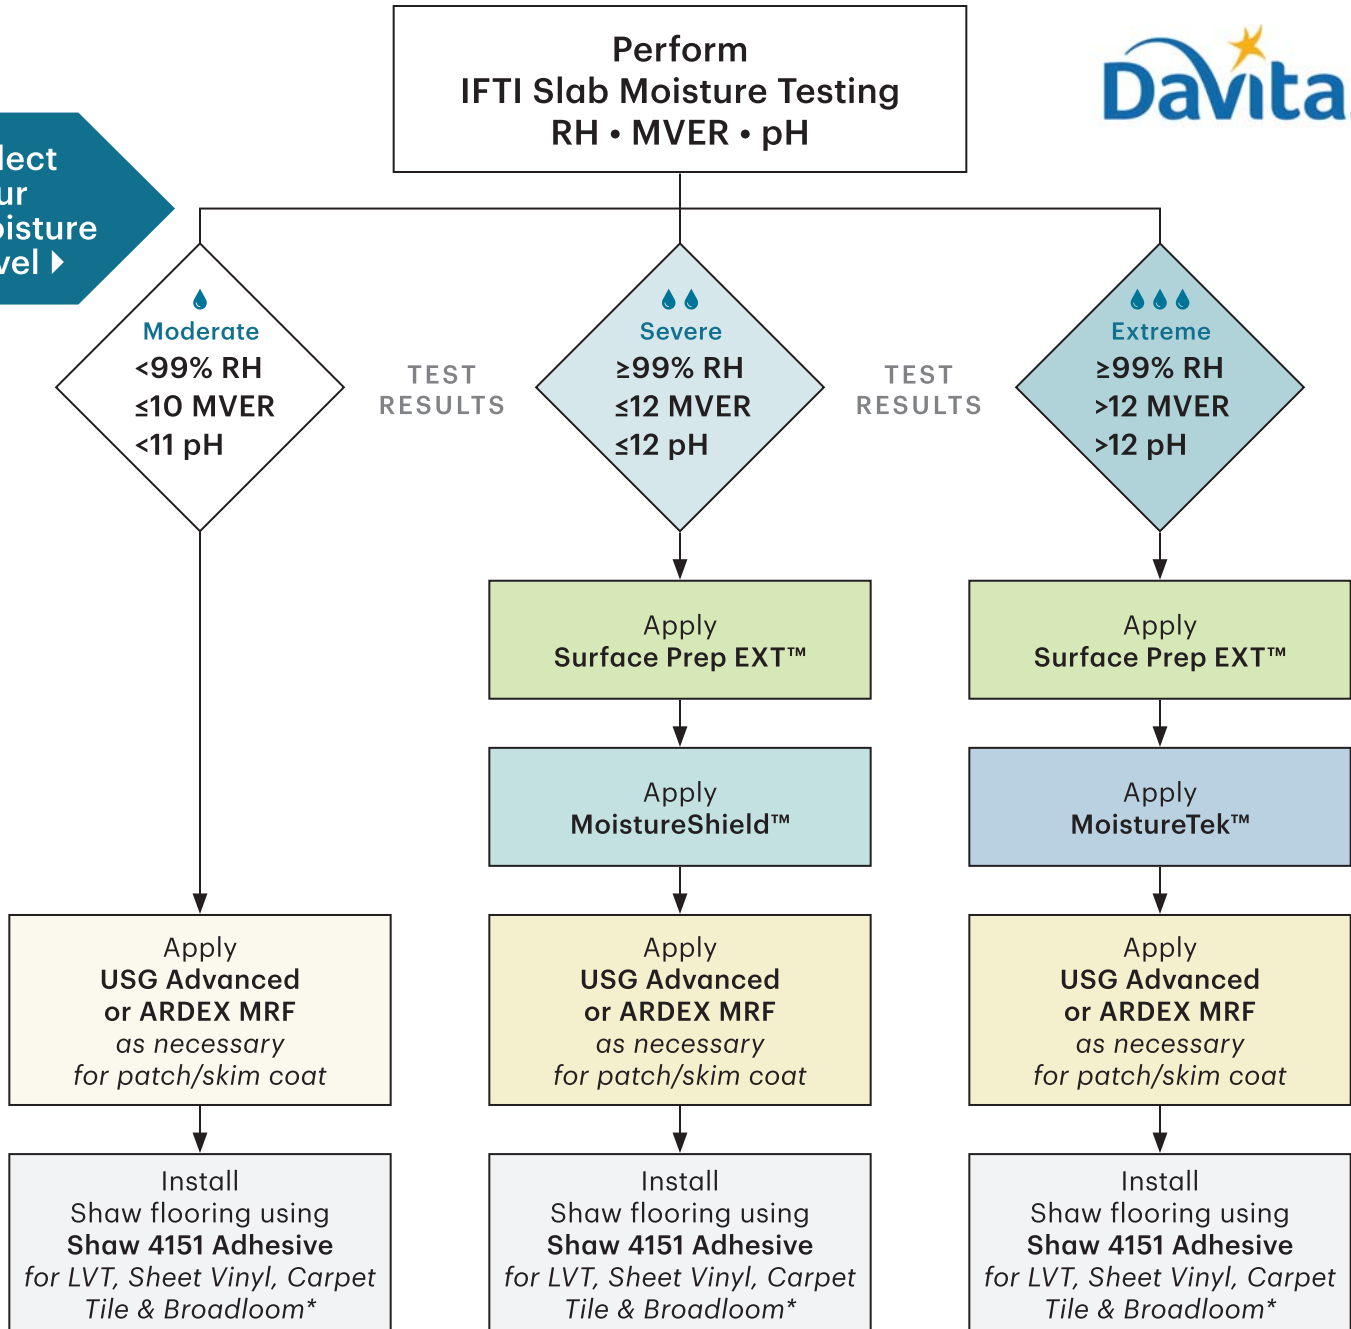 Perform
IFTI Slab Moisture Testing
RH • MVER • pH
DaVita
Moderate
<99% RH
≤10 MVER
<11 pH
TEST
RESULTS
Severe
≥99% RH
≤12 MVER
≤12 pH
TEST
RESULTS
Extreme
≥99% RH
>12 MVER
>12 pH
Apply
Surface Prep EXT™
Apply
Surface Prep EXT™
Apply
MoistureShield™
Apply
MoistureTek™
Apply
USG Advanced
or ARDEX MRF
as necessary
for patch/skim coat
Apply
USG Advanced
or ARDEX MRF
as necessary
for patch/skim coat
Apply
USG Advanced
or ARDEX MRF
as necessary
for patch/skim coat
Install
Shaw flooring using
Shaw 4151 Adhesive
for LVT, Sheet Vinyl, Carpet
Tile & Broadloom*
Install
Shaw flooring using
Shaw 4151 Adhesive
for LVT, Sheet Vinyl, Carpet
Tile & Broadloom*
Install
Shaw flooring using
Shaw 4151 Adhesive
for LVT, Sheet Vinyl, Carpet
Tile & Broadloom*